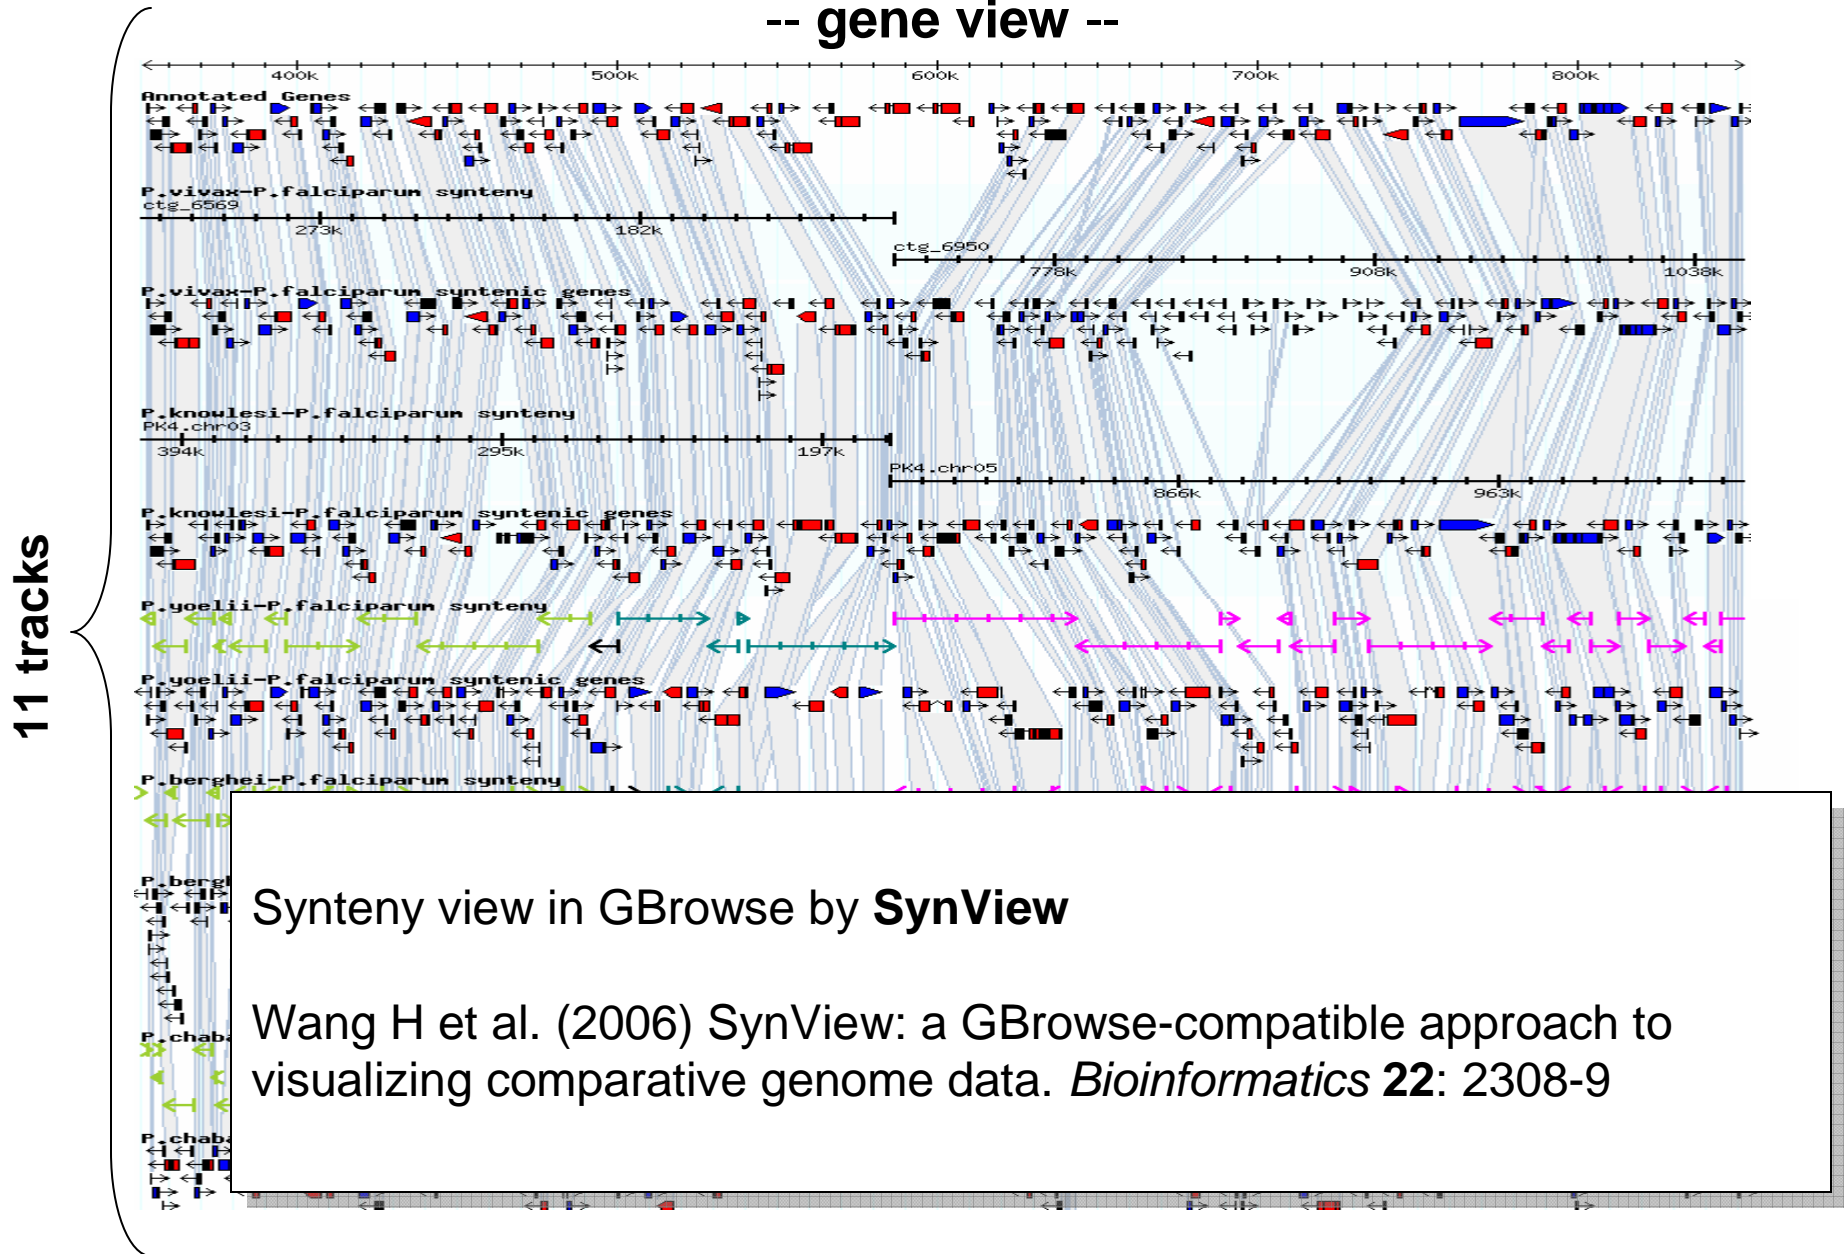 -- gene view --
11 tracks
400k 500k 600k 700k 800k
Annotated Genes
P.vivax-P.falciparum synteny
ctg_6569
273k 182k
ctg_6950
778k 908k 1038k
P.vivax-P.falciparum syntenic genes
P.knowlesi-P.falciparum synteny
PK4.chr03
394k 295k 197k
PK4.chr05
866k 963k
P.knowlesi-P.falciparum syntenic genes
P.yoelii-P.falciparum synteny
P.yoelii-P.falciparum syntenic genes
P.berghei-P.falciparum synteny
P.bergh
P.chaba
P.chaba
Synteny view in GBrowse by SynView
Wang H et al. (2006) SynView: a GBrowse-compatible approach to
visualizing comparative genome data. Bioinformatics 22: 2308-9